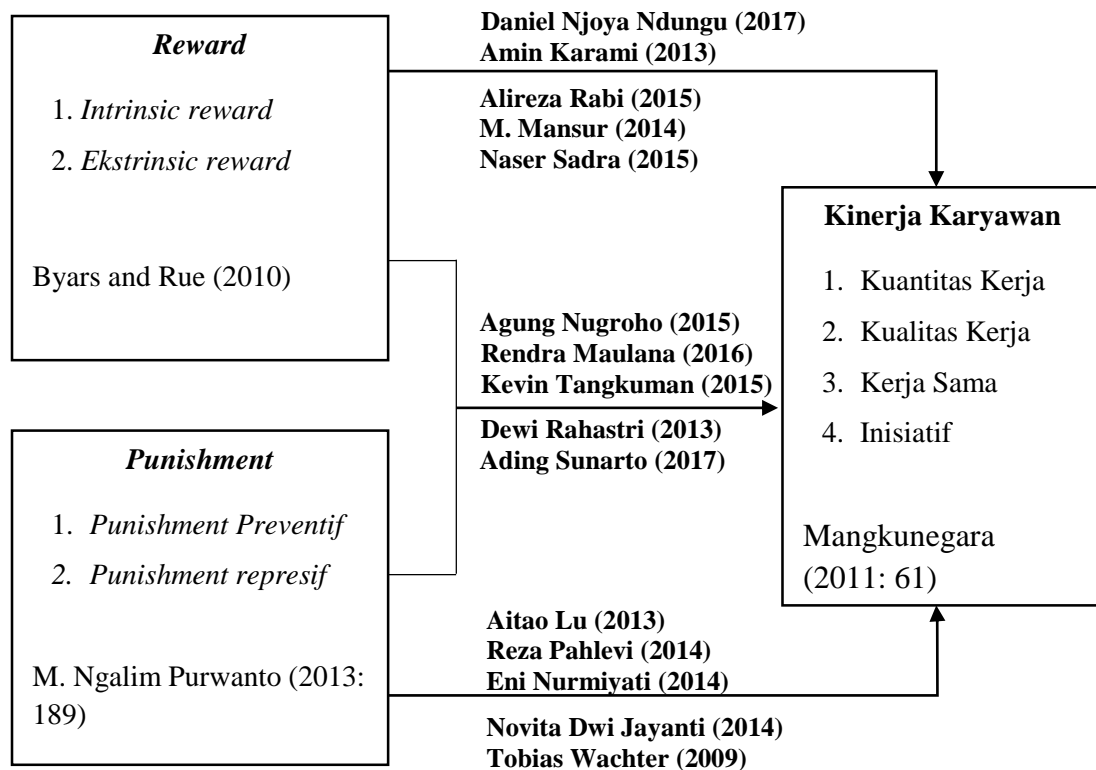 Reward
1. Intrinsic reward
2. Ekstrinsic reward
Byars and Rue (2010)
Daniel Njoya Ndungu (2017)
Amin Karami (2013)
Alireza Rabi (2015)
M. Mansur (2014)
Naser Sadra (2015)
Kinerja Karyawan
1. Kuantitas Kerja
2. Kualitas Kerja
3. Kerja Sama
4. Inisiatif
Mangkunegara
(2011: 61)
Agung Nugroho (2015)
Rendra Maulana (2016
Kevin Tangkuman (2015)
Dewi Rahastri (2013)
Ading Sunarto (2017)
Punishment
1. Punishment Preventif
2. Punishment represif
M. Ngalim Purwanto (2013:
189)
Aitao Lu (2013)
Reza Pahlevi (2014)
Eni Nurmiyati (2014)
Novita Dwi Jayanti (2014)
Tobias Wachter (2009)